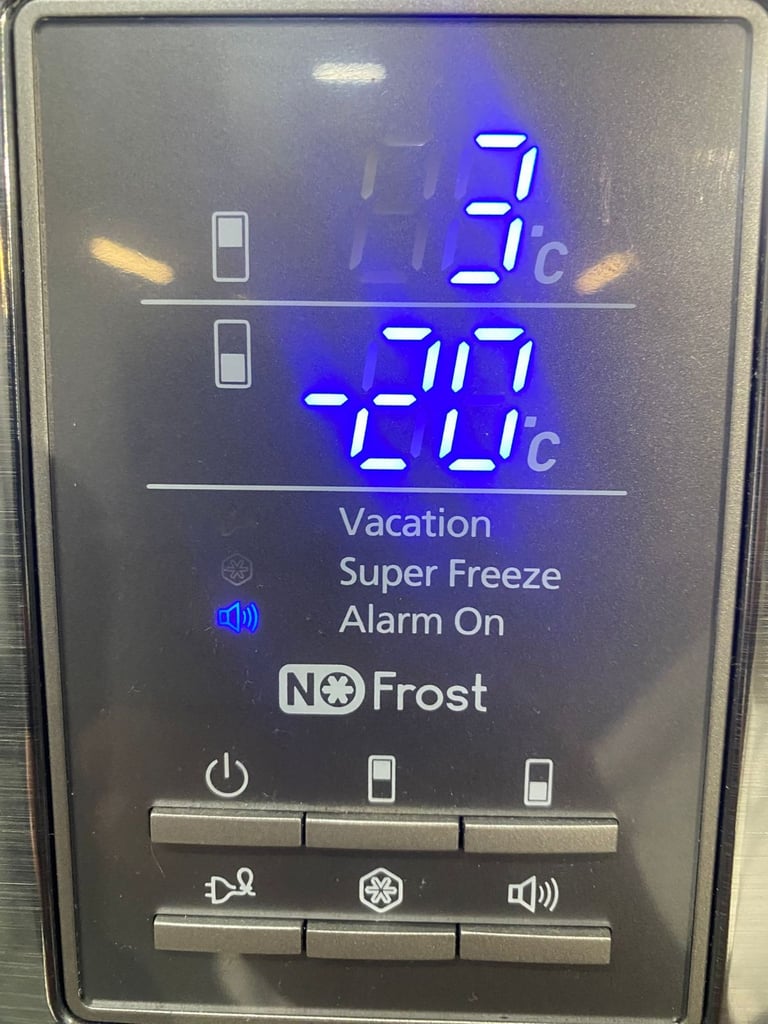 3 °C
-20 °C
Vacation
Super Freeze
Alarm On
NO Frost